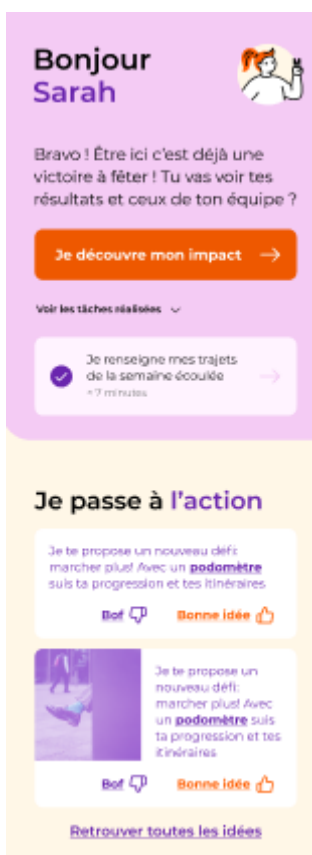 Bonjour
Sarah
Bravo ! Être ici c'est déjà une
victoire à fêter ! Tu vas voir tes
résultats et ceux de ton équipe ?
Je découvre mon impact
Voir les tâches réalisées
Je renseigne mes trajets
de la semaine écoulée
≈ 7 minutes
Je passe à l'action
Je te propose un nouveau défi:
marcher plus! Avec un podomètre
suis ta progression et tes itinéraires
Bof
Bonne idée
Je te propose un
nouveau défi:
marcher plus! Avec
un podomètre suis
ta progression et tes
itinéraires
Bof
Bonne idée
Retrouver toutes les idées